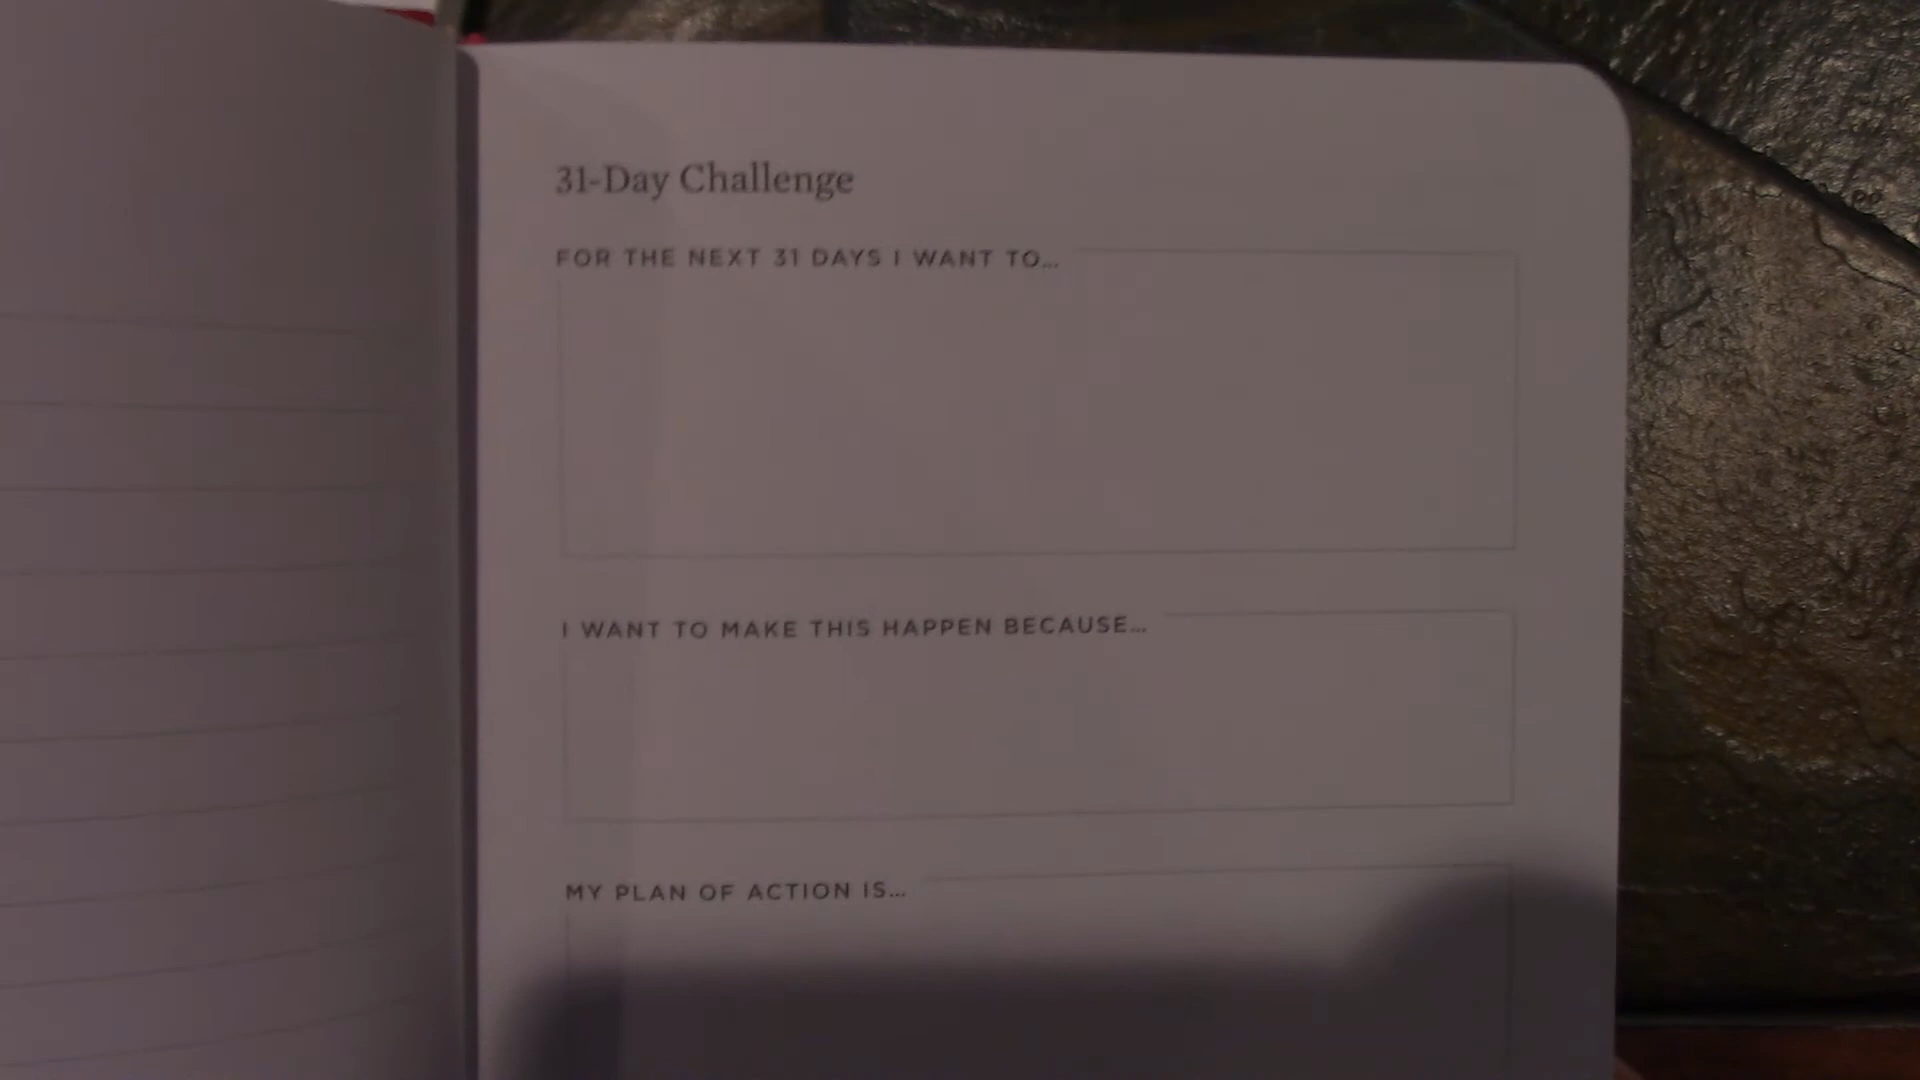 31-Day Challenge
FOR THE NEXT 31 DAYS I WANT TO...
I WANT TO MAKE THIS HAPPEN BECAUSE...
MY PLAN OF ACTION IS...